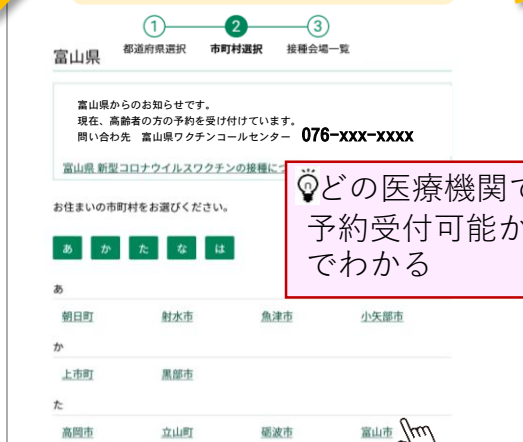 1 2 3
都道府県選択 市町村選択 接種会場一覧
富山県
富山県からのお知らせです。
現在、高齢者の方の予約を受け付けています。
問い合わせ先 富山県ワクチンコールセンター 076-xxx-xxxx
富山県 新型コロナウイルスワクチンの接種に
どの医療機関で
予約受付可能か
でわかる
お住まいの市町村をお選びください。
あ か た な は
あ
朝日町 射水市 魚津市 小矢部市
か
上市町 黒部市
た
高岡市 立山町 砺波市 富山市